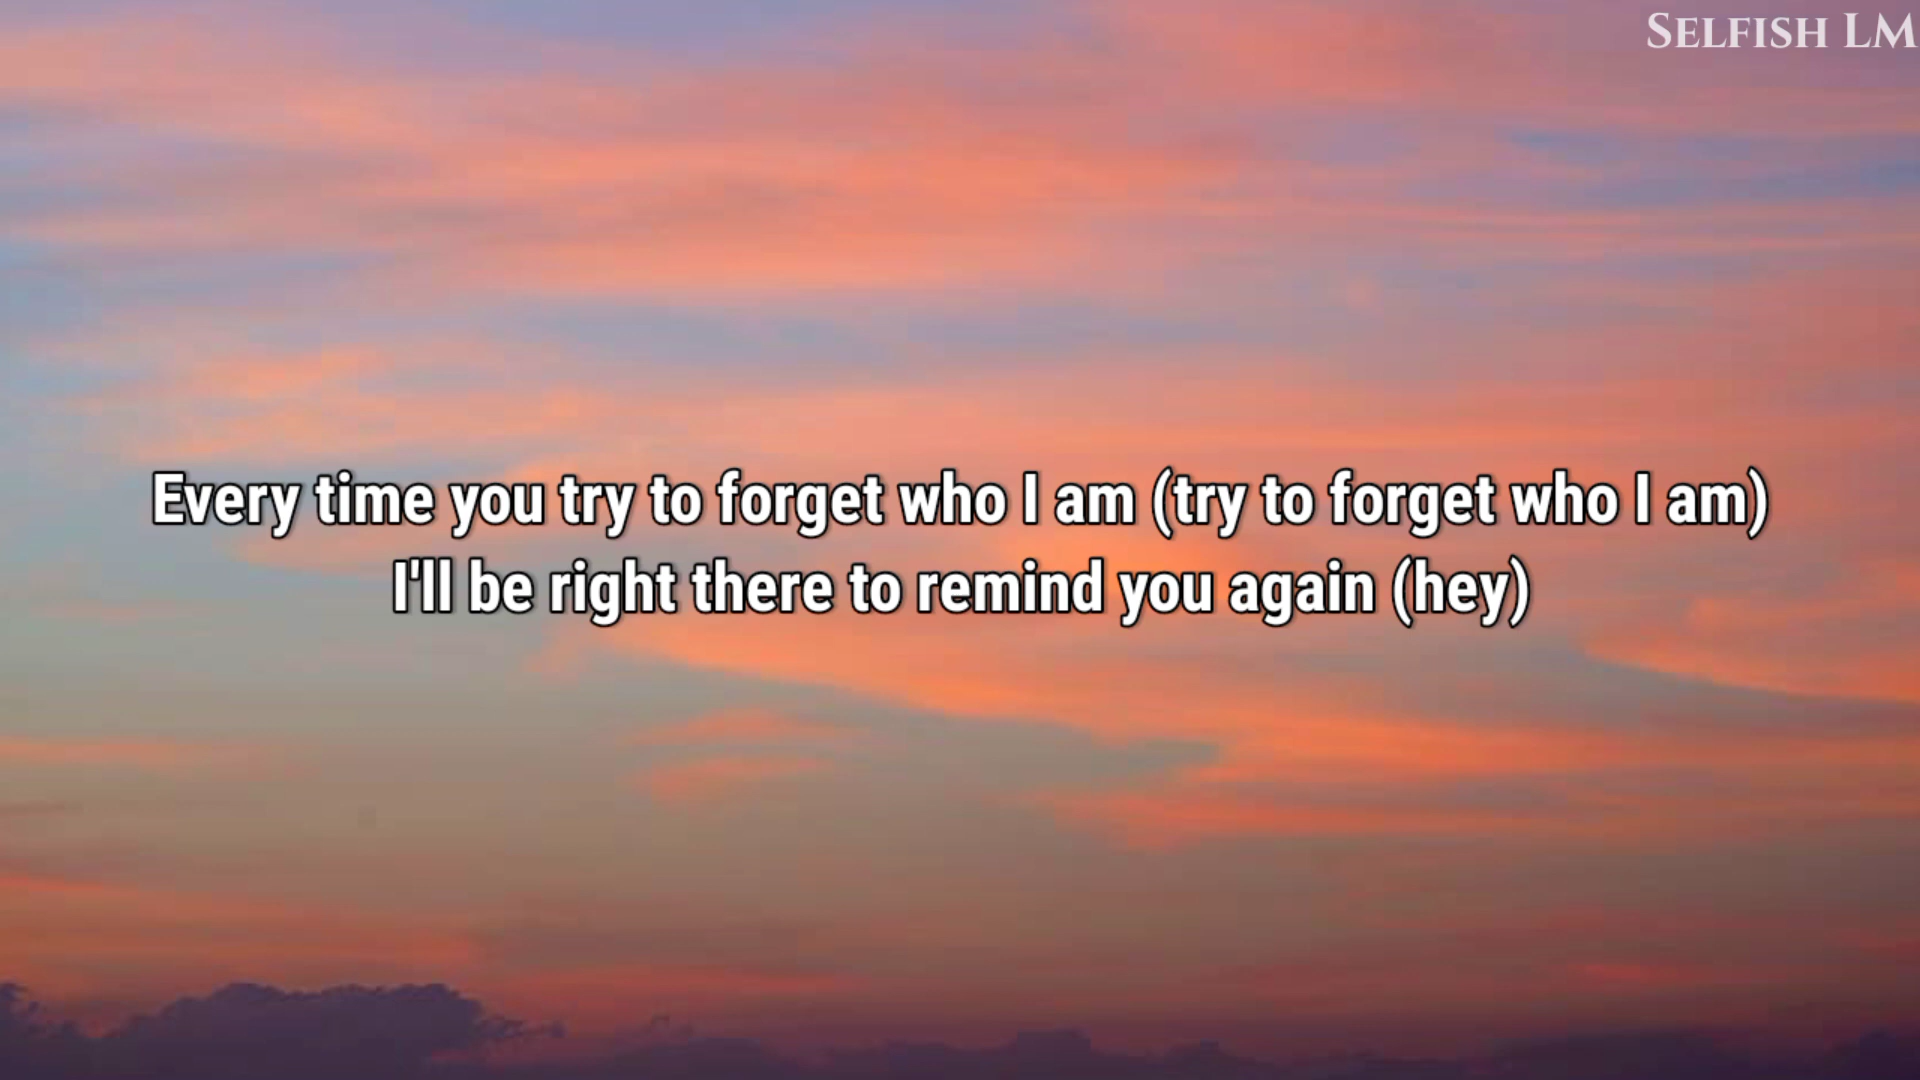 SELFISH LM
Every time you try to forget who I am (try to forget who I am)
I'll be right there to remind you again (hey)